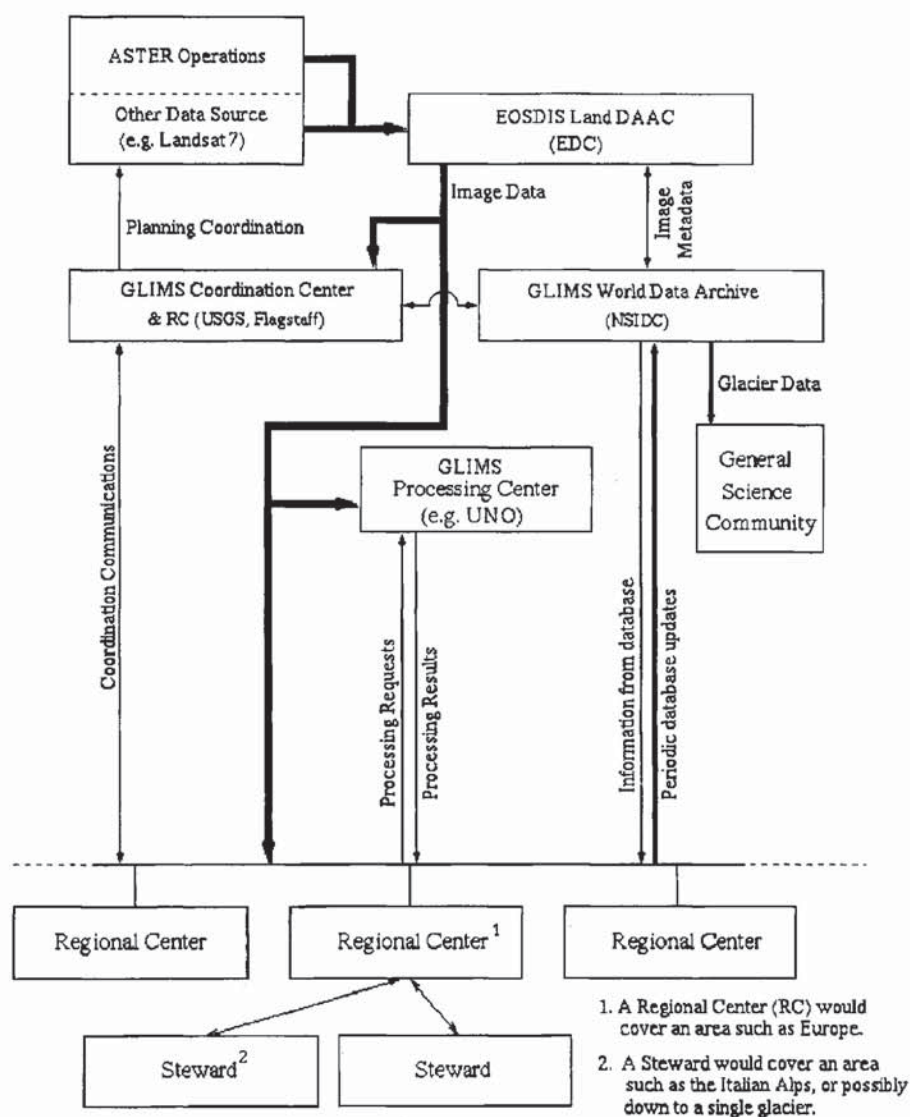 ASTER Operations
Other Data Source
(e.g. Landsat 7)
EOSDIS Land DAAC
(EDC)
Image Data
Image
Metadata
Planning Coordination
GLIMS Coordination Center
& RC (USGS, Flagstaff)
GLIMS World Data Archive
(NSIDC)
Glacier Data
General
Science
Community
GLIMS
Processing Center
(e.g. UNO)
Coordination Communications
Processing Requests
Processing Results
Information from database
Periodic database updates
Regional Center
Regional Center 1
Regional Center
Steward 2
Steward
1. A Regional Center (RC) would
cover an area such as Europe.
2. A Steward would cover an area
such as the Italian Alps, or possibly
down to a single glacier.